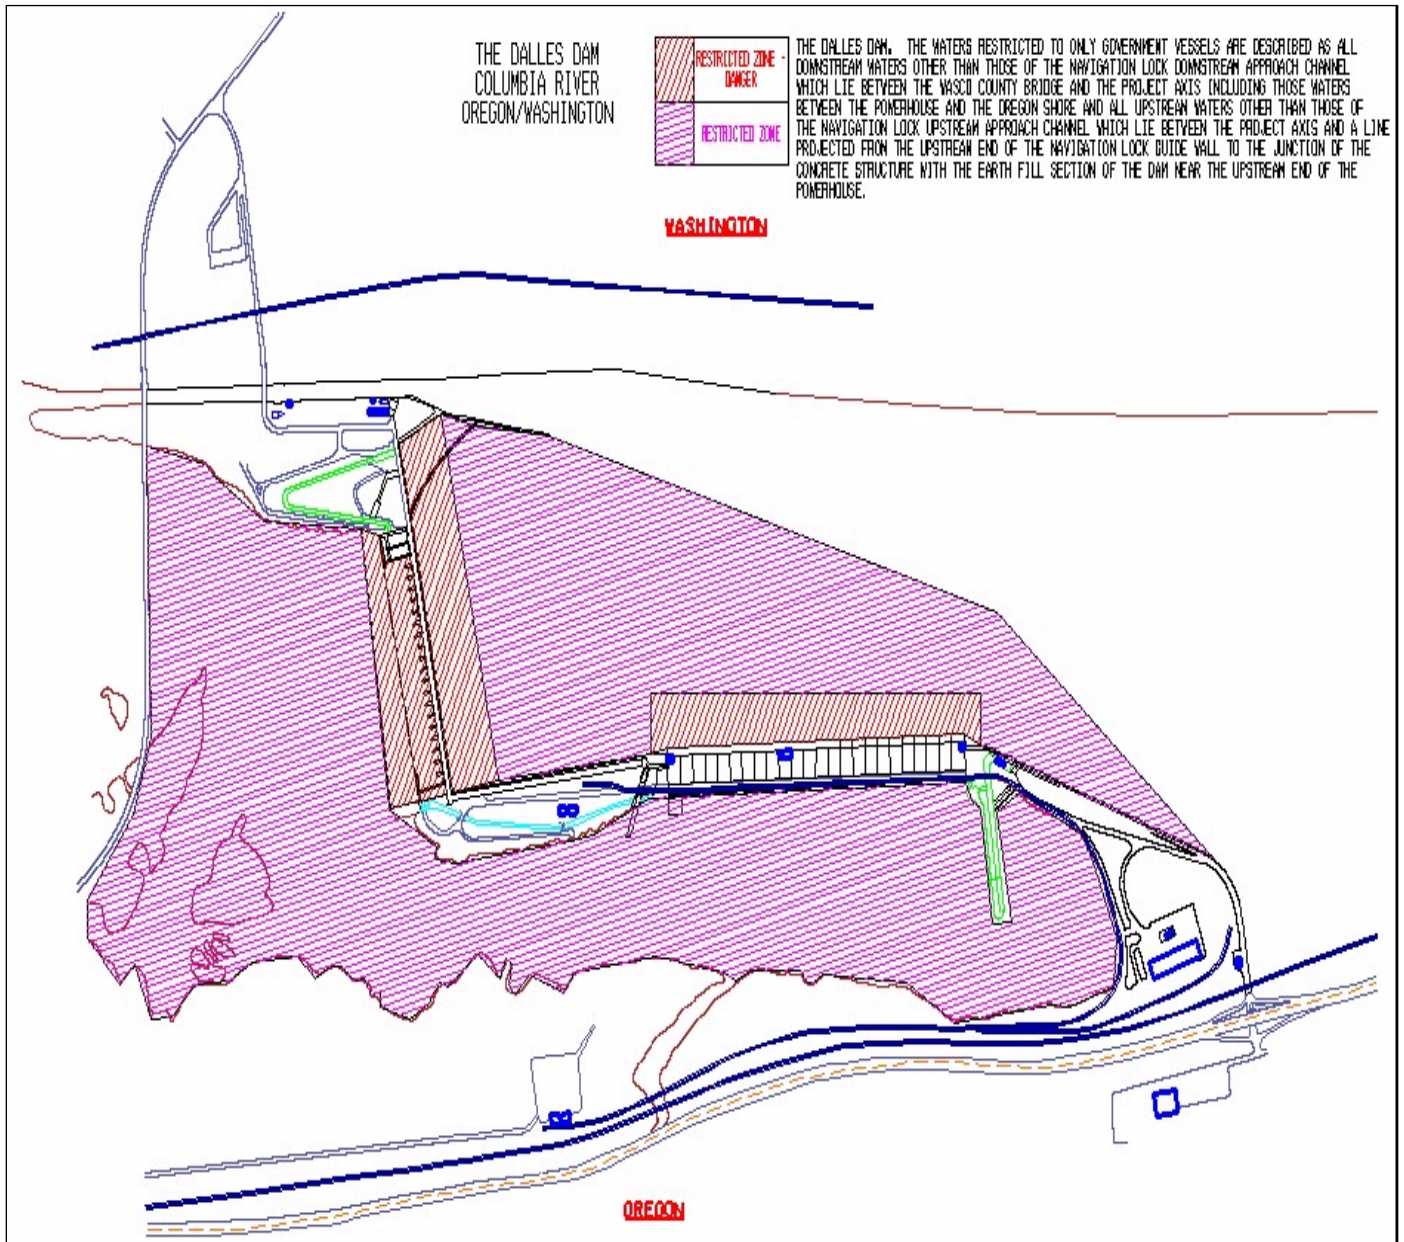 THE DALLES DAM
COLUMBIA RIVER
OREGON/WASHINGTON
RESTRICTED ZONE -
DANGER
RESTRICTED ZONE
THE DALLES DAM. THE WATERS RESTRICTED TO ONLY GOVERNMENT VESSELS ARE DESCRIBED AS ALL
DOWNSTREAM WATERS OTHER THAN THOSE OF THE NAVIGATION LOCK DOWNSTREAM APPROACH CHANNEL
WHICH LIE BETWEEN THE WASCO COUNTY BRIDGE AND THE PROJECT AXIS INCLUDING THOSE WATERS
BETWEEN THE POWERHOUSE AND THE OREGON SHORE AND ALL UPSTREAM WATERS OTHER THAN THOSE OF
THE NAVIGATION LOCK UPSTREAM APPROACH CHANNEL WHICH LIE BETWEEN THE PROJECT AXIS AND A LINE
PROJECTED FROM THE UPSTREAM END OF THE NAVIGATION LOCK GUIDE WALL TO THE JUNCTION OF THE
CONCRETE STRUCTURE WITH THE EARTH FILL SECTION OF THE DAM NEAR THE UPSTREAM END OF THE
POWERHOUSE.
WASHINGTON
OREGON